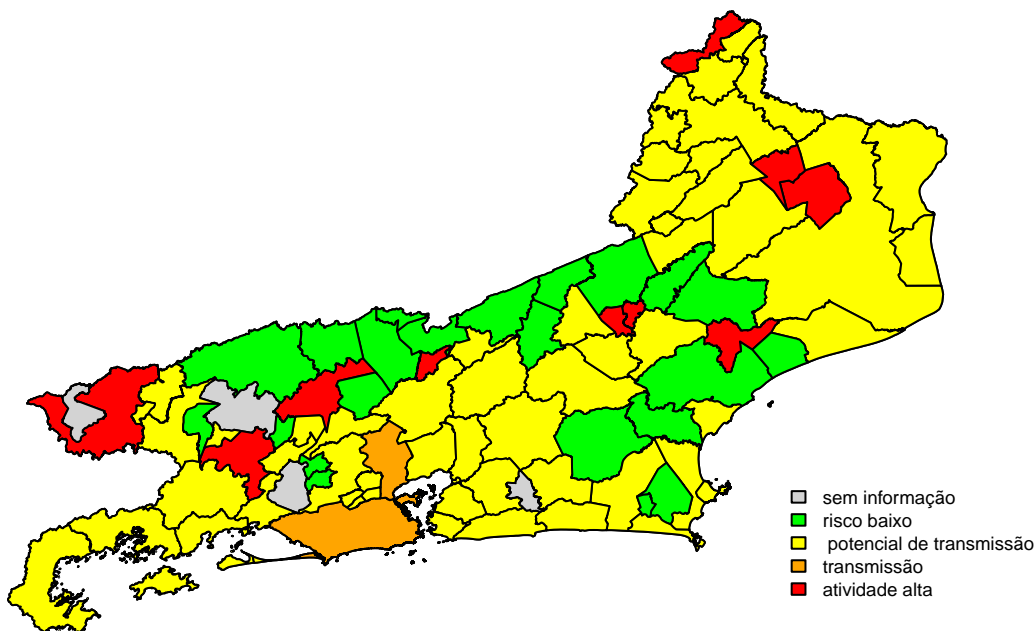 sem informação
risco baixo
potencial de transmissão
transmissão
atividade alta